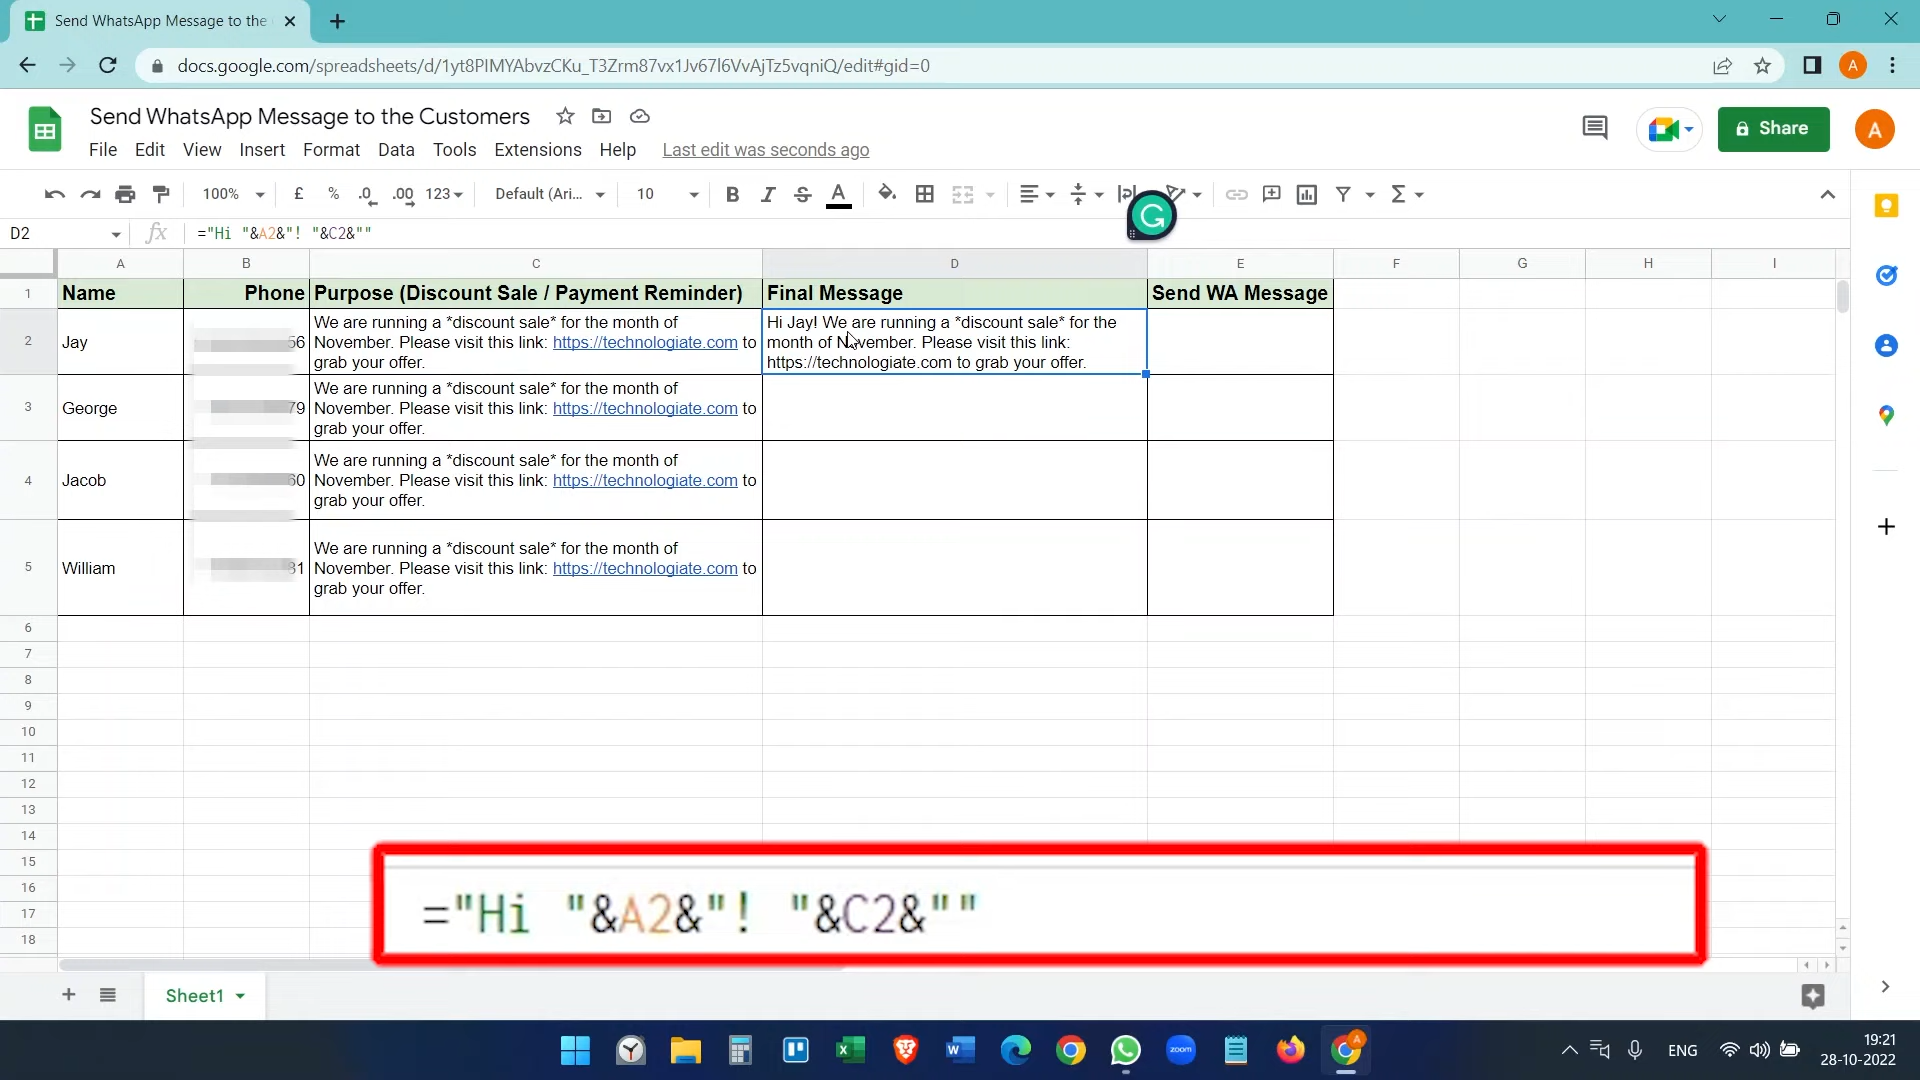 Send WhatsApp Message to the
docs.google.com/spreadsheets/d/1yt8PIMYAbvzCKu_T3Zrm87vx1Jv67l6VvAjTz5vqniQ/edit#gid=0
A
Send WhatsApp Message to the Customers
Share
A
File Edit View Insert Format Data Tools Extensions Help Last edit was seconds ago
100% £ % .0 .00 123 Default (Ari... 10 B I S A Σ
D2 fx ="Hi "&A2&"! "&C2&""
A B C D E F G H I
1 Name Phone Purpose (Discount Sale / Payment Reminder) Final Message Send WA Message
2 Jay 56 We are running a *discount sale* for the month of
November. Please visit this link: https://technologiate.com to
grab your offer.
Hi Jay! We are running a *discount sale* for the
month of November. Please visit this link:
https://technologiate.com to grab your offer.
3 George 79 We are running a *discount sale* for the month of
November. Please visit this link: https://technologiate.com to
grab your offer.
4 Jacob 60 We are running a *discount sale* for the month of
November. Please visit this link: https://technologiate.com to
grab your offer.
5 William 81 We are running a *discount sale* for the month of
November. Please visit this link: https://technologiate.com to
grab your offer.
6
7
8
9
10
11
12
13
14
15
16
17
18
="Hi "&A2&"! "&C2&""
Sheet1
zoom
A
ENG
19:21
28-10-2022